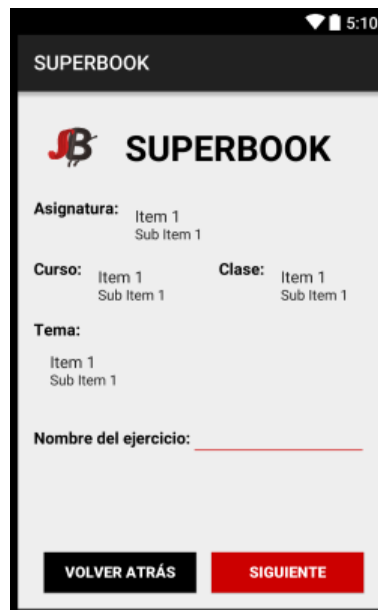 5:10
SUPERBOOK
SB SUPERBOOK
Asignatura: Item 1
Sub Item 1
Curso: Item 1 Clase: Item 1
Sub Item 1 Sub Item 1
Tema:
Item 1
Sub Item 1
Nombre del ejercicio:
VOLVER ATRÁS SIGUIENTE